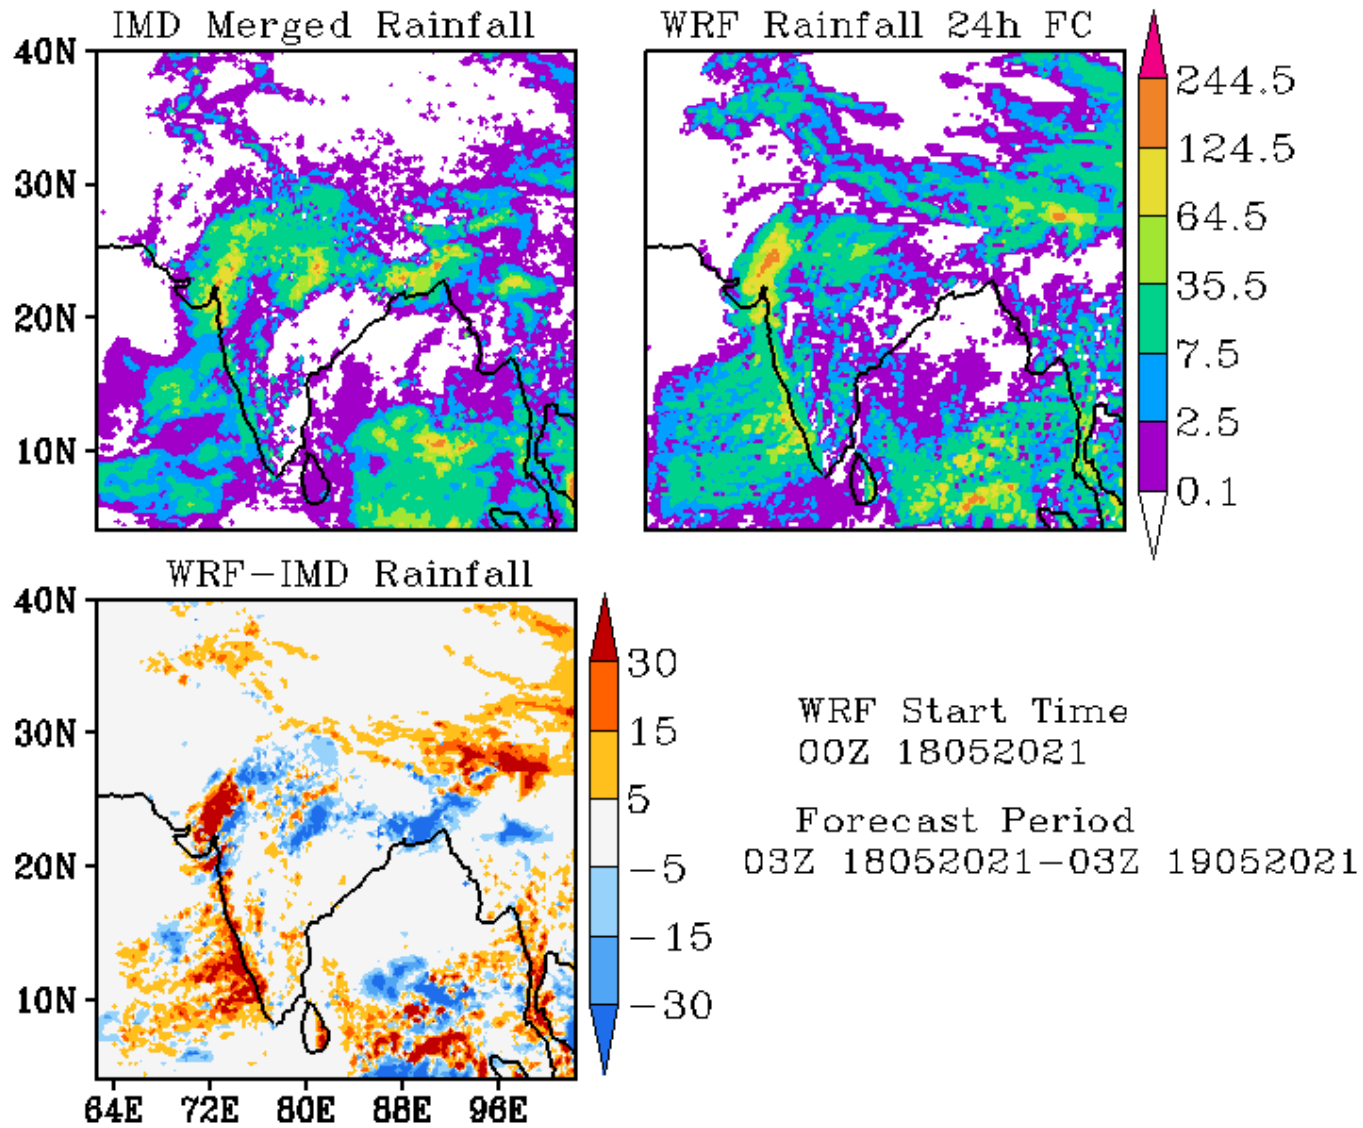 IMD Merged Rainfall
WRF Rainfall 24h FC
40N
30N
20N
10N
244.5
124.5
64.5
35.5
7.5
2.5
0.1
WRF-IMD Rainfall
40N
30N
20N
10N
64E 72E 80E 88E 96E
30
15
5
-5
-15
-30
WRF Start Time
00Z 18052021
Forecast Period
03Z 18052021-03Z 19052021